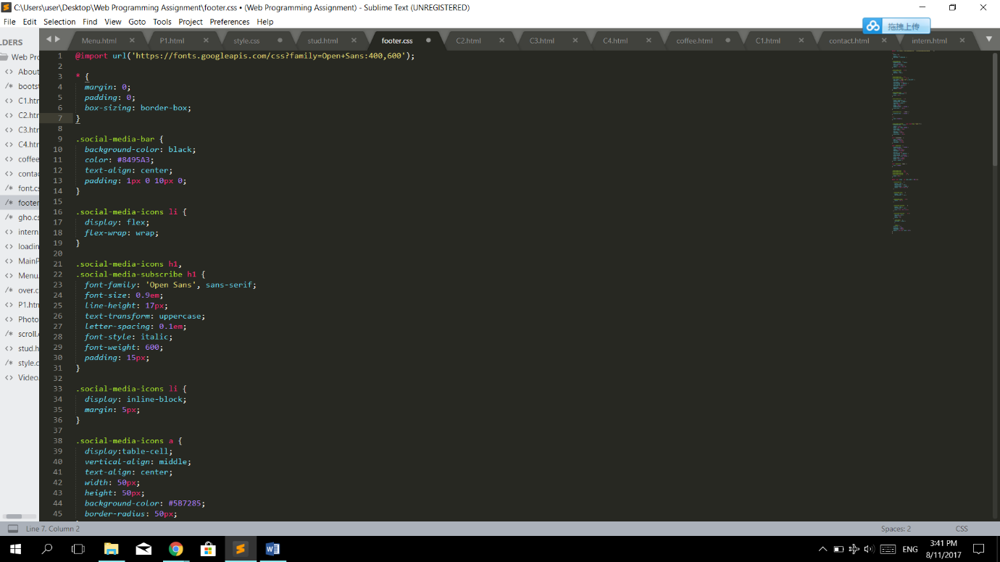 C:\Users\user\Desktop\Web Programming Assignment\footer.css • (Web Programming Assignment) - Sublime Text (UNREGISTERED)
File Edit Selection Find View Goto Tools Project Preferences Help
拖拽上传
LDERS
Menu.html × P1.html × style.css stud.html × footer.css C2.html × C3.html × C4.html × coffee.html C1.html × contact.html × intern.html ×
Web Pro
<> About
/* boots
<> C1.htm
<> C2.htm
<> C3.htm
<> C4.htm
<> coffee
<> contac
/* font.cs
/* footer
/* gho.cs
<> intern
<> loadin
<> MainP
<> Menu.
/* over.c
<> P1.htm
<> Photo
/* scroll.c
<> stud.h
/* style.c
<> Video.
1 @import url('https://fonts.googleapis.com/css?family=Open+Sans:400,600');
2
3 * {
4 margin: 0;
5 padding: 0;
6 box-sizing: border-box;
7 }
8
9 .social-media-bar {
10 background-color: black;
11 color: #8495A3;
12 text-align: center;
13 padding: 1px 0 10px 0;
14 }
15
16 .social-media-icons li {
17 display: flex;
18 flex-wrap: wrap;
19 }
20
21 .social-media-icons h1,
22 .social-media-subscribe h1 {
23 font-family: 'Open Sans', sans-serif;
24 font-size: 0.9em;
25 line-height: 17px;
26 text-transform: uppercase;
27 letter-spacing: 0.1em;
28 font-style: italic;
29 font-weight: 600;
30 padding: 15px;
31 }
32
33 .social-media-icons li {
34 display: inline-block;
35 margin: 5px;
36 }
37
38 .social-media-icons a {
39 display:table-cell;
40 vertical-align: middle;
41 text-align: center;
42 width: 50px;
43 height: 50px;
44 background-color: #5B7285;
45 border-radius: 50px;
Line 7, Column 2
Spaces: 2
CSS
ENG
3:41 PM
8/11/2017